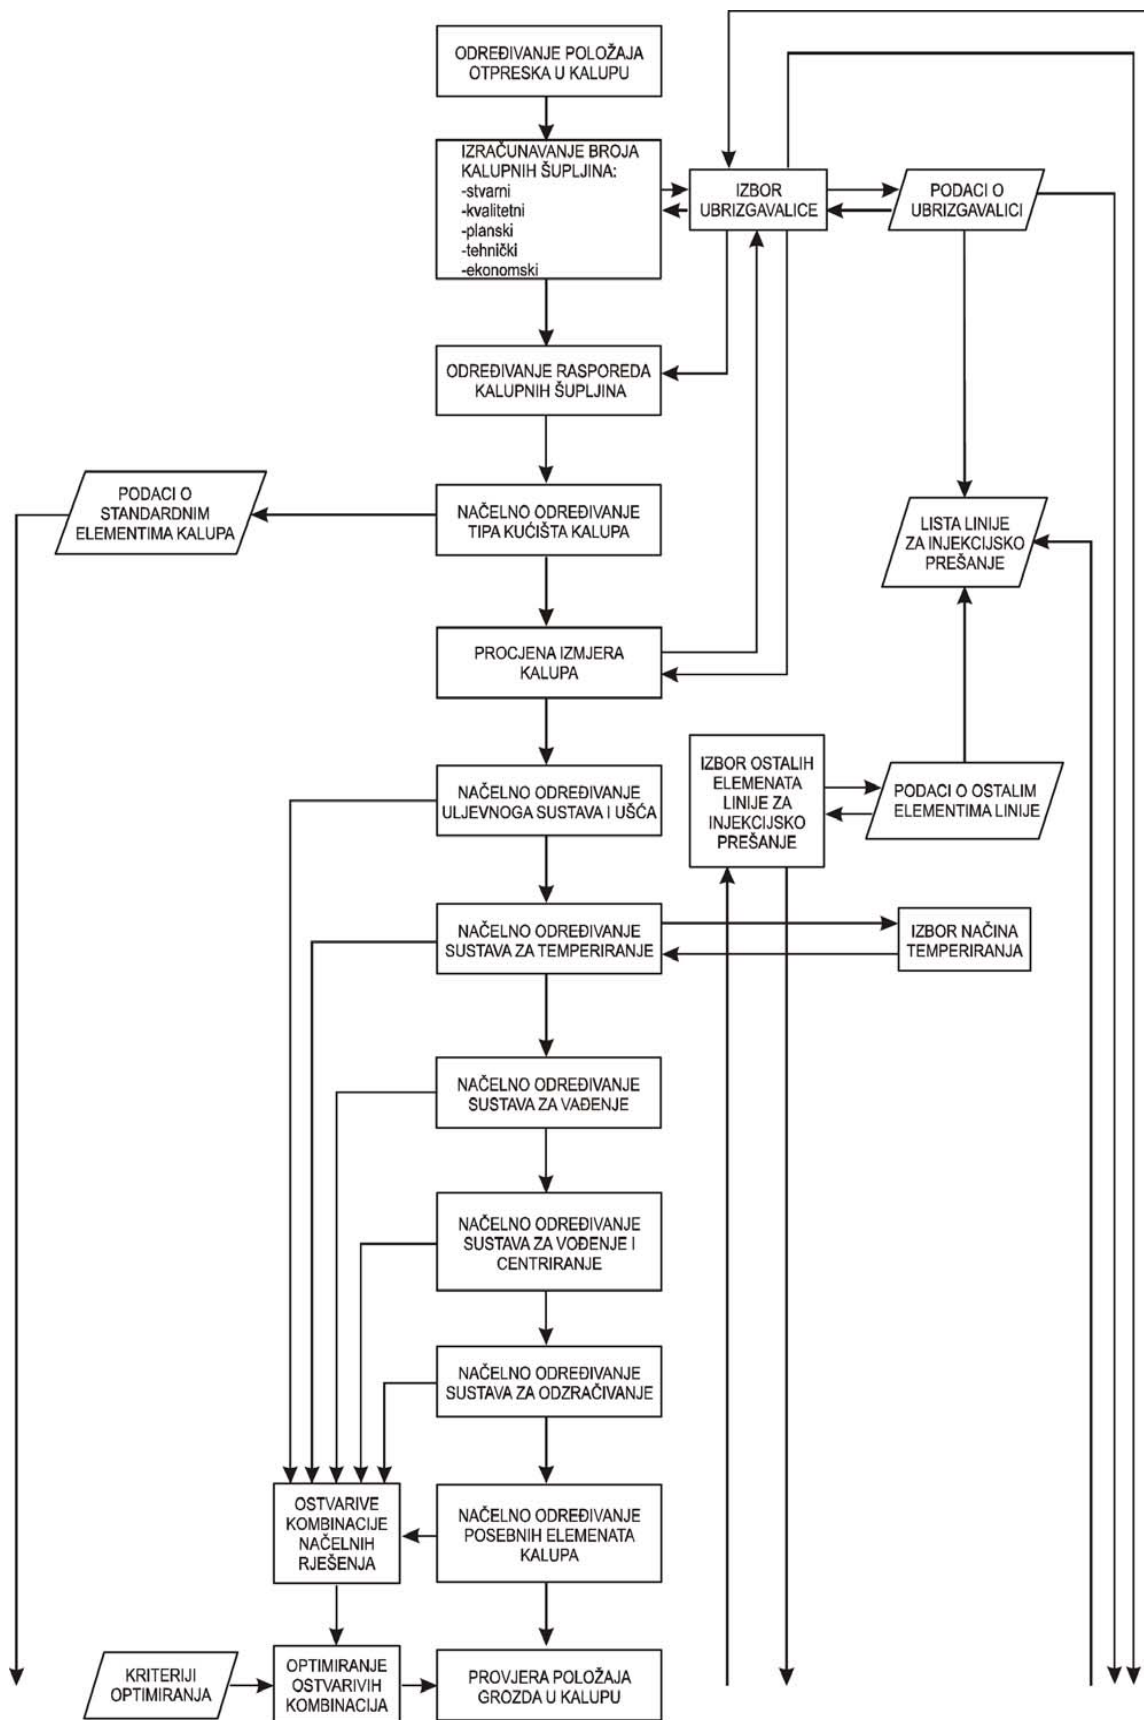 ODREĐIVANJE POLOŽAJA
OTPRESKA U KALUPU
IZRAČUNAVANJE BROJA
KALUPNIH ŠUPLJINA:
-stvarni
-kvalitetni
-planski
-tehnički
-ekonomski
IZBOR
UBRIZGAVALICE
PODACI O
UBRIZGAVALICI
ODREĐIVANJE RASPOREDA
KALUPNIH ŠUPLJINA
PODACI O
STANDARDNIM
ELEMENTIMA KALUPA
NAČELNO ODREĐIVANJE
TIPA KUĆIŠTA KALUPA
LISTA LINIJE
ZA INJEKCIJSKO
PREŠANJE
PROCJENA IZMJERA
KALUPA
NAČELNO ODREĐIVANJE
ULJEVNOGA SUSTAVA I UŠĆA
IZBOR OSTALIH
ELEMENATA
LINIJE ZA
INJEKCIJSKO
PREŠANJE
PODACI O OSTALIM
ELEMENTIMA LINIJE
NAČELNO ODREĐIVANJE
SUSTAVA ZA TEMPERIRANJE
IZBOR NAČINA
TEMPERIRANJA
NAČELNO ODREĐIVANJE
SUSTAVA ZA VAĐENJE
NAČELNO ODREĐIVANJE
SUSTAVA ZA VOĐENJE I
CENTRIRANJE
NAČELNO ODREĐIVANJE
SUSTAVA ZA ODZRAČIVANJE
OSTVARIVE
KOMBINACIJE
NAČELNIH
RJEŠENJA
NAČELNO ODREĐIVANJE
POSEBNIH ELEMENATA
KALUPA
KRITERIJI
OPTIMIRANJA
OPTIMIRANJE
OSTVARIVIH
KOMBINACIJA
PROVJERA POLOŽAJA
GROZDA U KALUPU